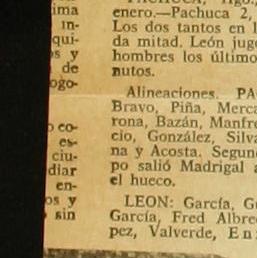 ima
in-
qui-
s y
de
ogo-
o co-
es-
ciu-
diar
en-
os y
sin
PACHUCA, Hgo.,
enero.—Pachuca 2,
Los dos tantos en l
da mitad. León jug
hombres los último
nutos.
Alineaciones. PA
Bravo, Piña, Merca
rona, Bazán, Manfre
cio, González, Silva
na y Acosta. Segun
po salió Madrigal a
el hueco.
LEON: García, G
García, Fred Albre
pez, Valverde, En